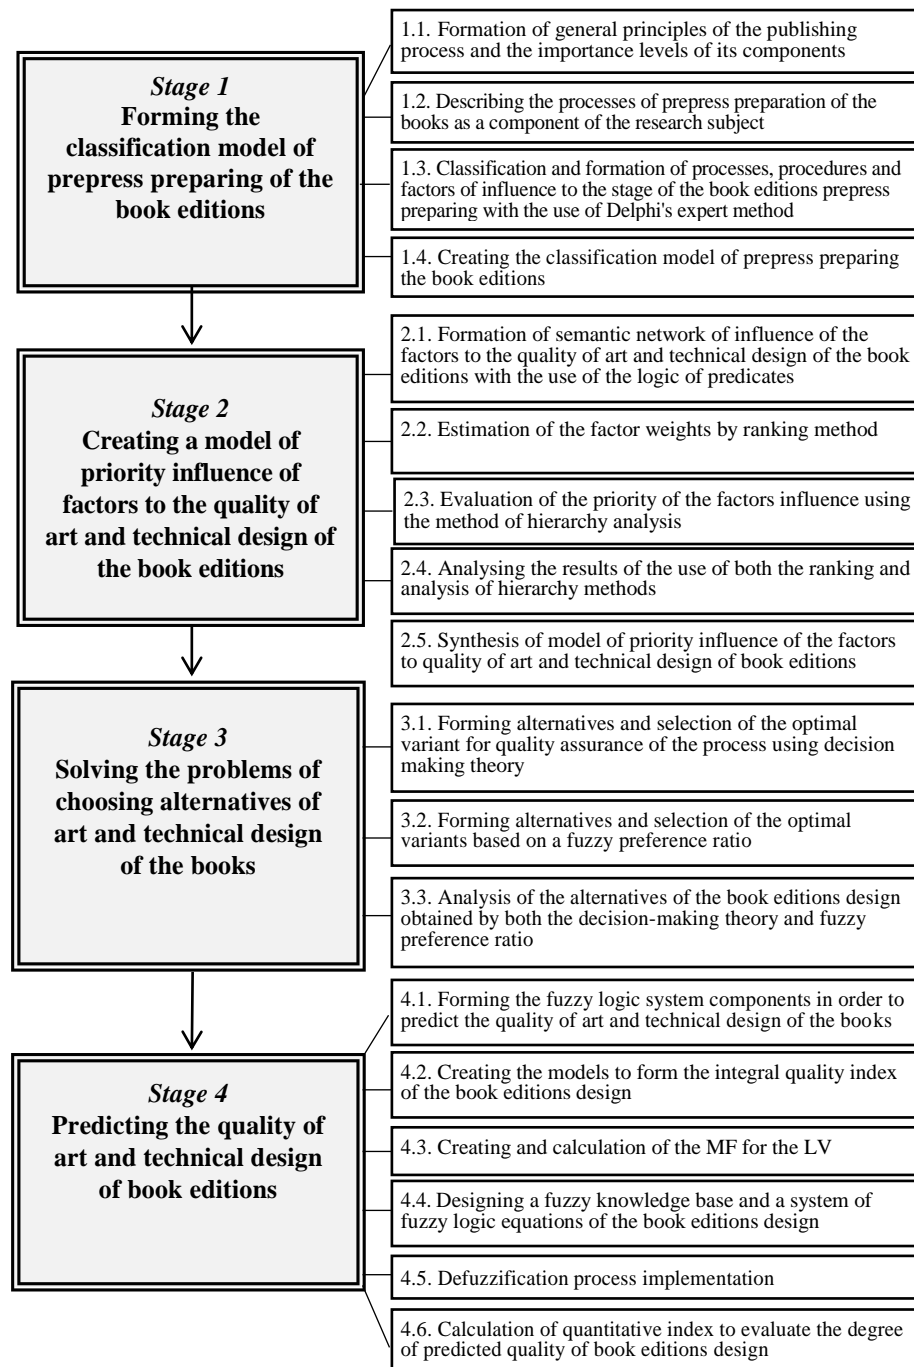 Stage 1
Forming the
classification model of
prepress preparing of the
book editions
1.1. Formation of general principles of the publishing
process and the importance levels of its components
1.2. Describing the processes of prepress preparation of the
books as a component of the research subject
1.3. Classification and formation of processes, procedures and
factors of influence to the stage of the book editions prepress
preparing with the use of Delphi's expert method
1.4. Creating the classification model of prepress preparing
the book editions
Stage 2
Creating a model of
priority influence of
factors to the quality of
art and technical design of
the book editions
2.1. Formation of semantic network of influence of the
factors to the quality of art and technical design of the book
editions with the use of the logic of predicates
2.2. Estimation of the factor weights by ranking method
2.3. Evaluation of the priority of the factors influence using
the method of hierarchy analysis
2.4. Analysing the results of the use of both the ranking and
analysis of hierarchy methods
2.5. Synthesis of model of priority influence of the factors
to quality of art and technical design of book editions
Stage 3
Solving the problems of
choosing alternatives of
art and technical design
of the books
3.1. Forming alternatives and selection of the optimal
variant for quality assurance of the process using decision
making theory
3.2. Forming alternatives and selection of the optimal
variants based on a fuzzy preference ratio
3.3. Analysis of the alternatives of the book editions design
obtained by both the decision-making theory and fuzzy
preference ratio
Stage 4
Predicting the quality of
art and technical design
of book editions
4.1. Forming the fuzzy logic system components in order to
predict the quality of art and technical design of the books
4.2. Creating the models to form the integral quality index
of the book editions design
4.3. Creating and calculation of the MF for the LV
4.4. Designing a fuzzy knowledge base and a system of
fuzzy logic equations of the book editions design
4.5. Defuzzification process implementation
4.6. Calculation of quantitative index to evaluate the degree
of predicted quality of book editions design